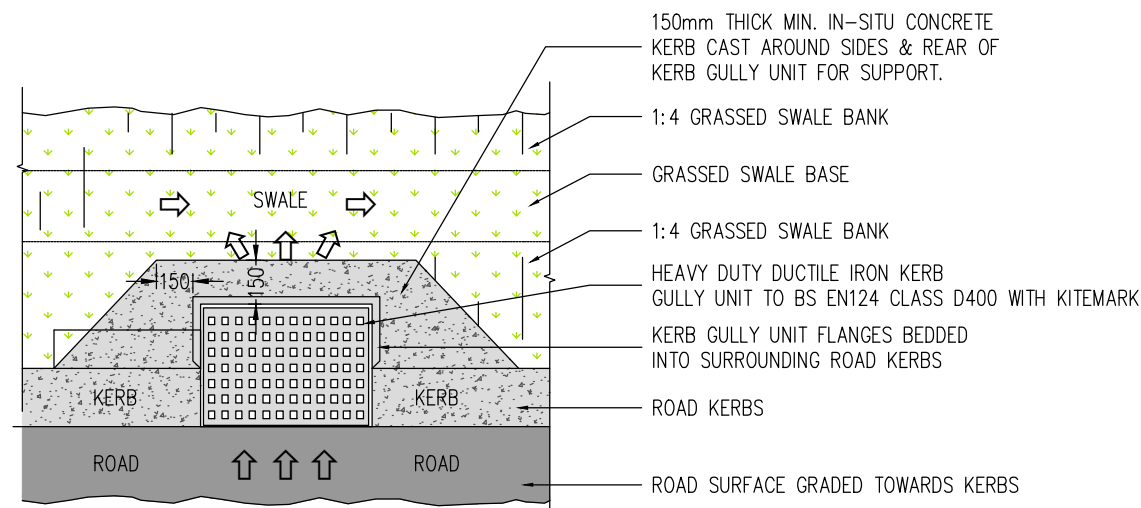 150mm THICK MIN. IN-SITU CONCRETE
KERB CAST AROUND SIDES & REAR OF
KERB GULLY UNIT FOR SUPPORT.
1:4 GRASSED SWALE BANK
GRASSED SWALE BASE
SWALE
1:4 GRASSED SWALE BANK
150
150
HEAVY DUTY DUCTILE IRON KERB
GULLY UNIT TO BS EN124 CLASS D400 WITH KITEMARK
KERB GULLY UNIT FLANGES BEDDED
INTO SURROUNDING ROAD KERBS
KERB
KERB
ROAD KERBS
ROAD
ROAD
ROAD SURFACE GRADED TOWARDS KERBS